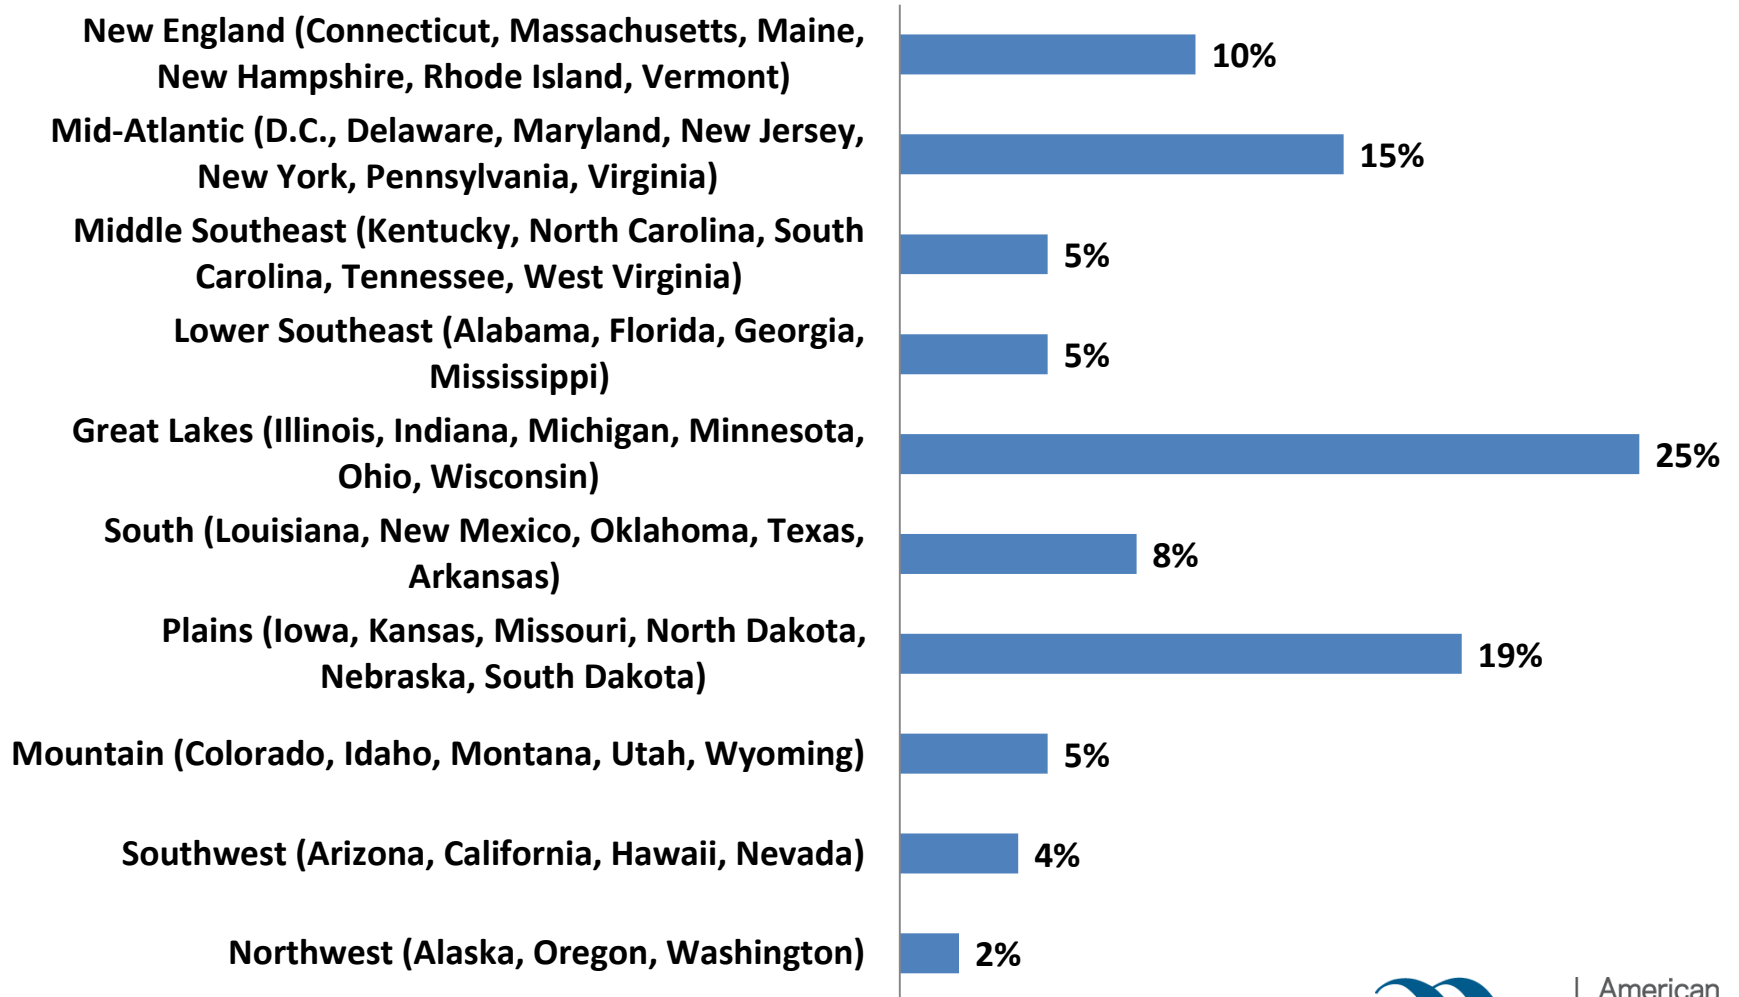 New England (Connecticut, Massachusetts, Maine,
New Hampshire, Rhode Island, Vermont)
10%
Mid-Atlantic (D.C., Delaware, Maryland, New Jersey,
New York, Pennsylvania, Virginia)
15%
Middle Southeast (Kentucky, North Carolina, South
Carolina, Tennessee, West Virginia)
5%
Lower Southeast (Alabama, Florida, Georgia,
Mississippi)
5%
Great Lakes (Illinois, Indiana, Michigan, Minnesota,
Ohio, Wisconsin)
25%
South (Louisiana, New Mexico, Oklahoma, Texas,
Arkansas)
8%
Plains (Iowa, Kansas, Missouri, North Dakota,
Nebraska, South Dakota)
19%
Mountain (Colorado, Idaho, Montana, Utah, Wyoming)
5%
Southwest (Arizona, California, Hawaii, Nevada)
4%
Northwest (Alaska, Oregon, Washington)
2%
American